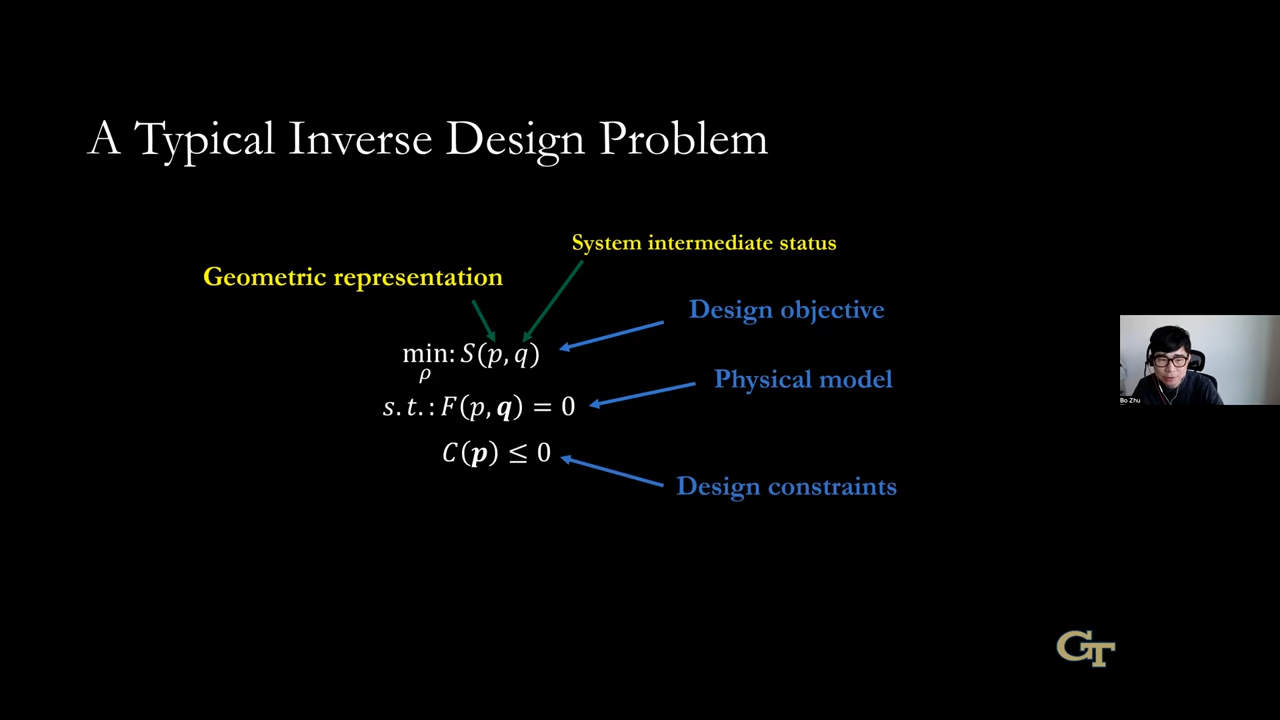 A Typical Inverse Design Problem
System intermediate status
Geometric representation
Design objective
min: S(p, q)
ρ
Physical model
s. t. : F(p, q) = 0
C(p) ≤ 0
Design constraints
Bo Zhu
GT